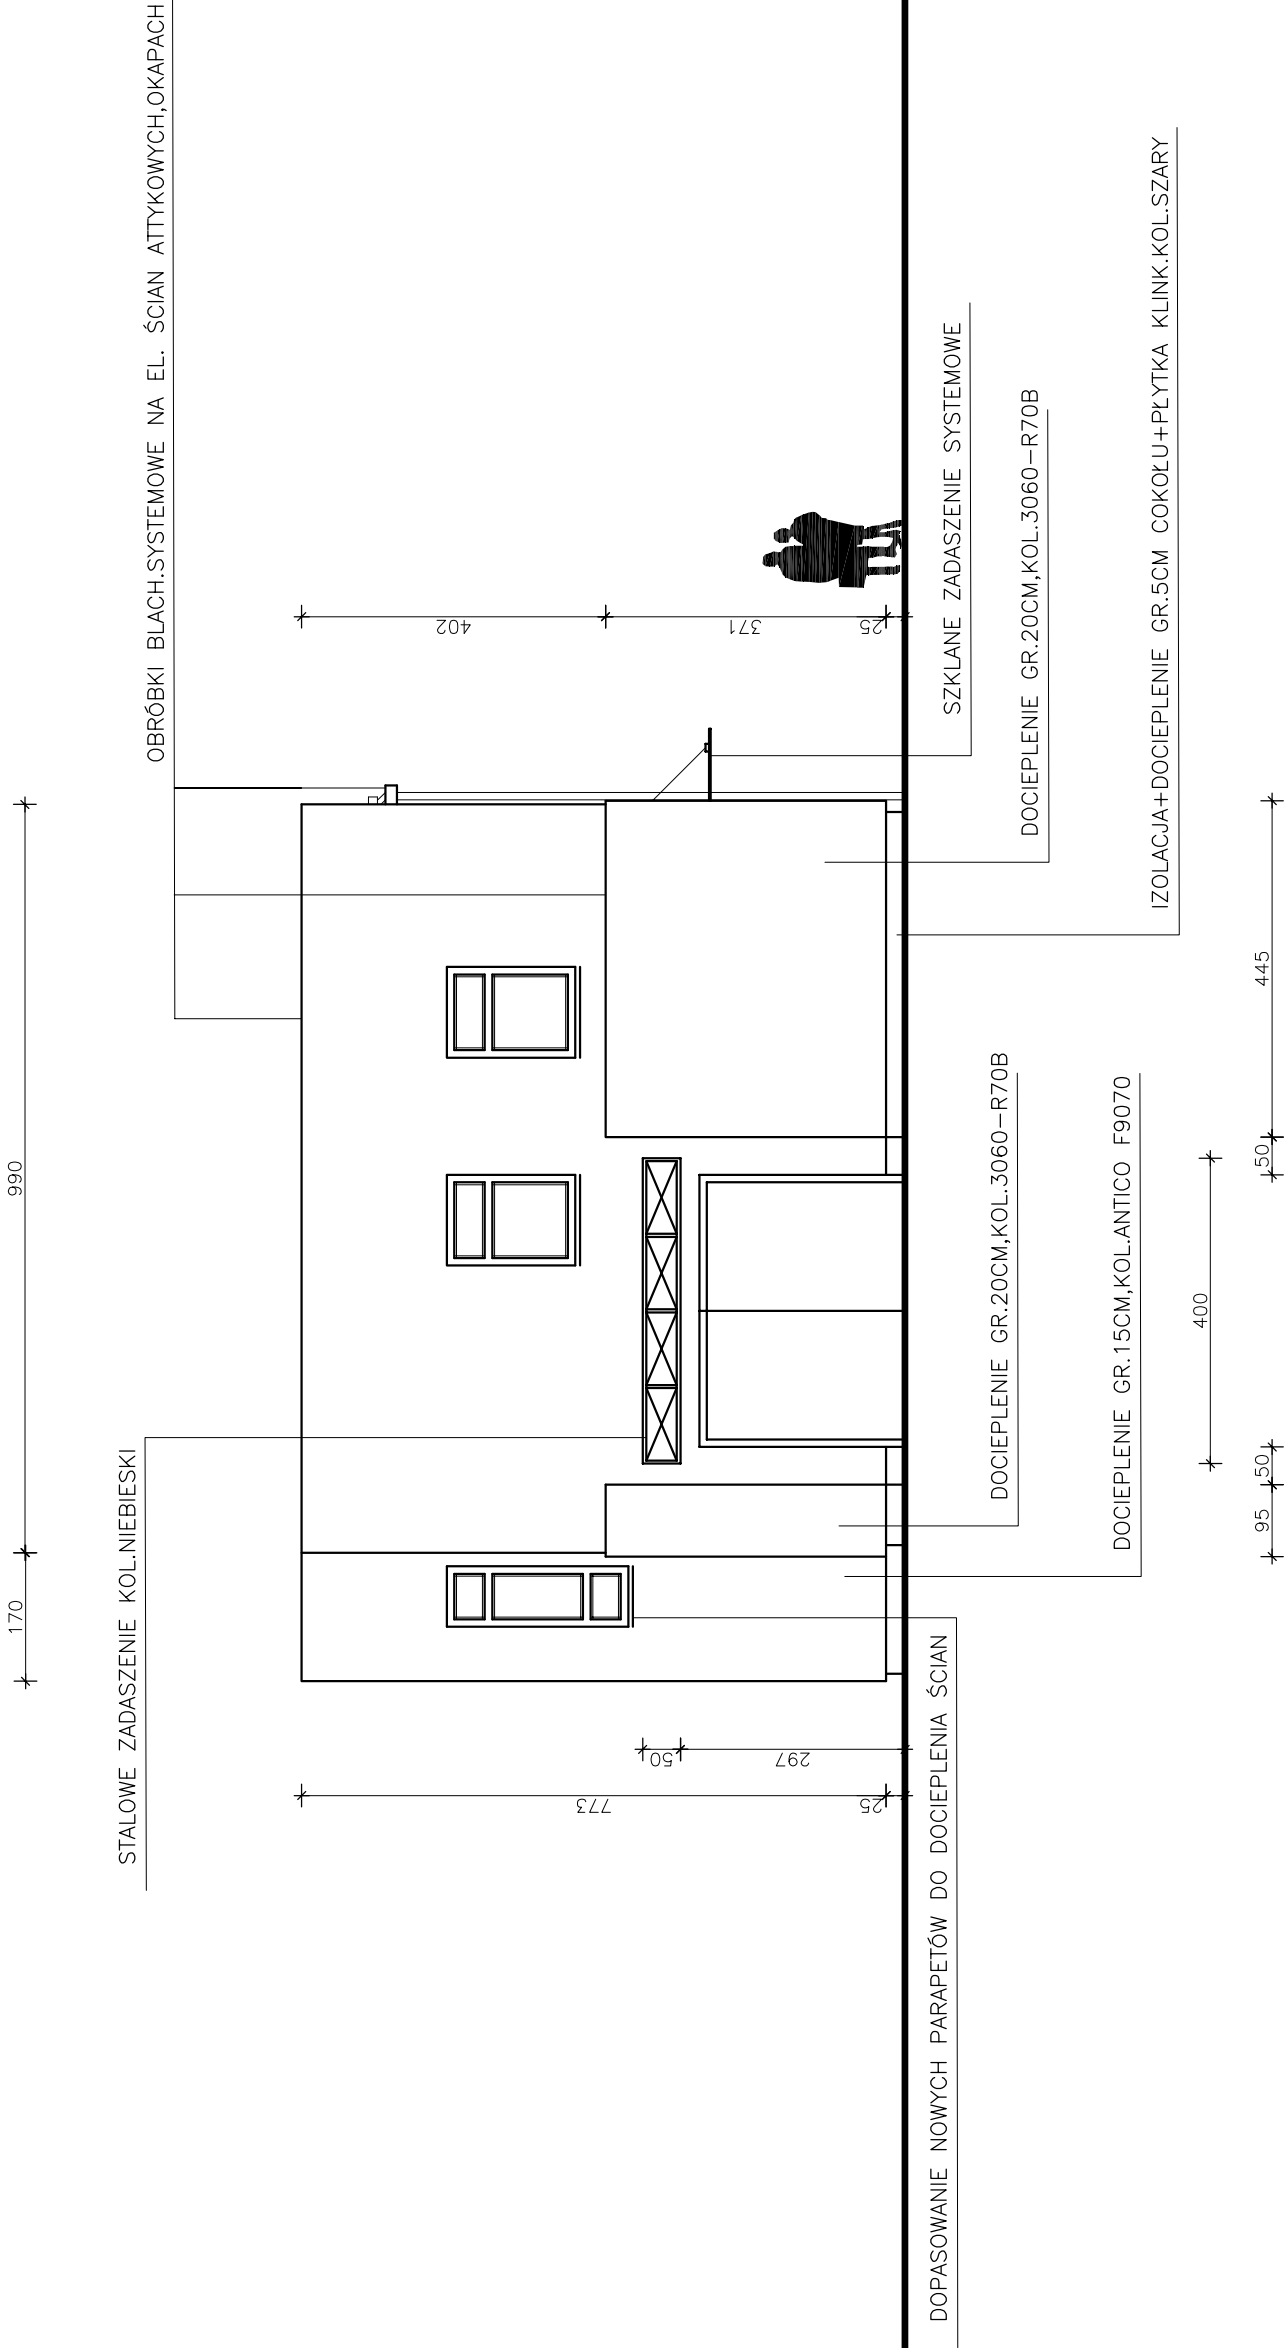 OBRÓBKI BLACH.SYSTEMOWE NA EL. ŚCIAN ATTYKOWYCH,OKAPACH
STALOWE ZADASZENIE KOL.NIEBIESKI
170
990
402
371
25
773
25
50
297
SZKLANE ZADASZENIE SYSTEMOWE
DOPASOWANIE NOWYCH PARAPETÓW DO DOCIEPLENIA ŚCIAN
DOCIEPLENIE GR.20CM,KOL.3060-R70B
DOCIEPLENIE GR.20CM,KOL.3060-R70B
DOCIEPLENIE GR.15CM,KOL.ANTICO F9070
IZOLACJA+DOCIEPLENIE GR.5CM COKOŁU+PŁYTKA KLINK.KOL.SZARY
400
95
50
50
445